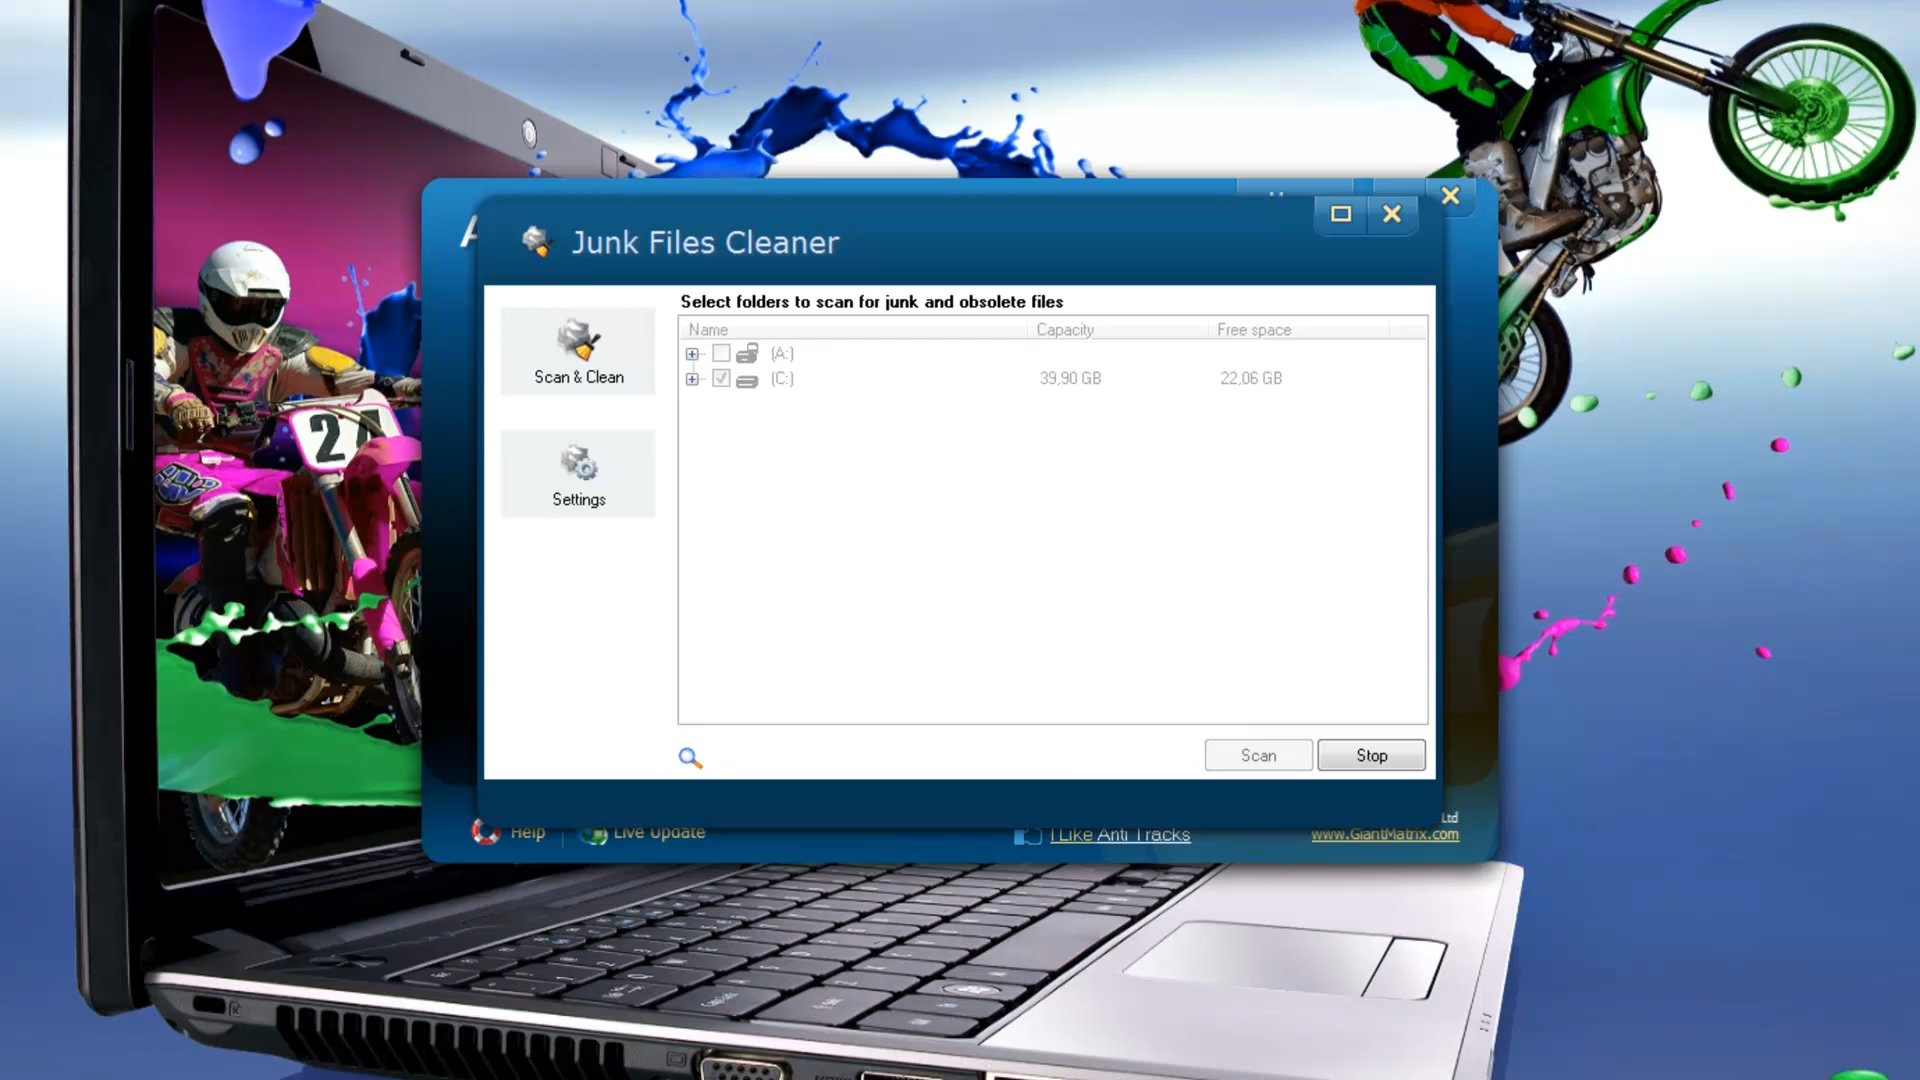 Junk Files Cleaner
Select folders to scan for junk and obsolete files
Name Capacity Free space
(A:)
(C:) 39,90 GB 22,06 GB
Scan & Clean
Settings
Scan Stop
Help Live Update I Like Anti Tracks
Ltd
www.GiantMatrix.com